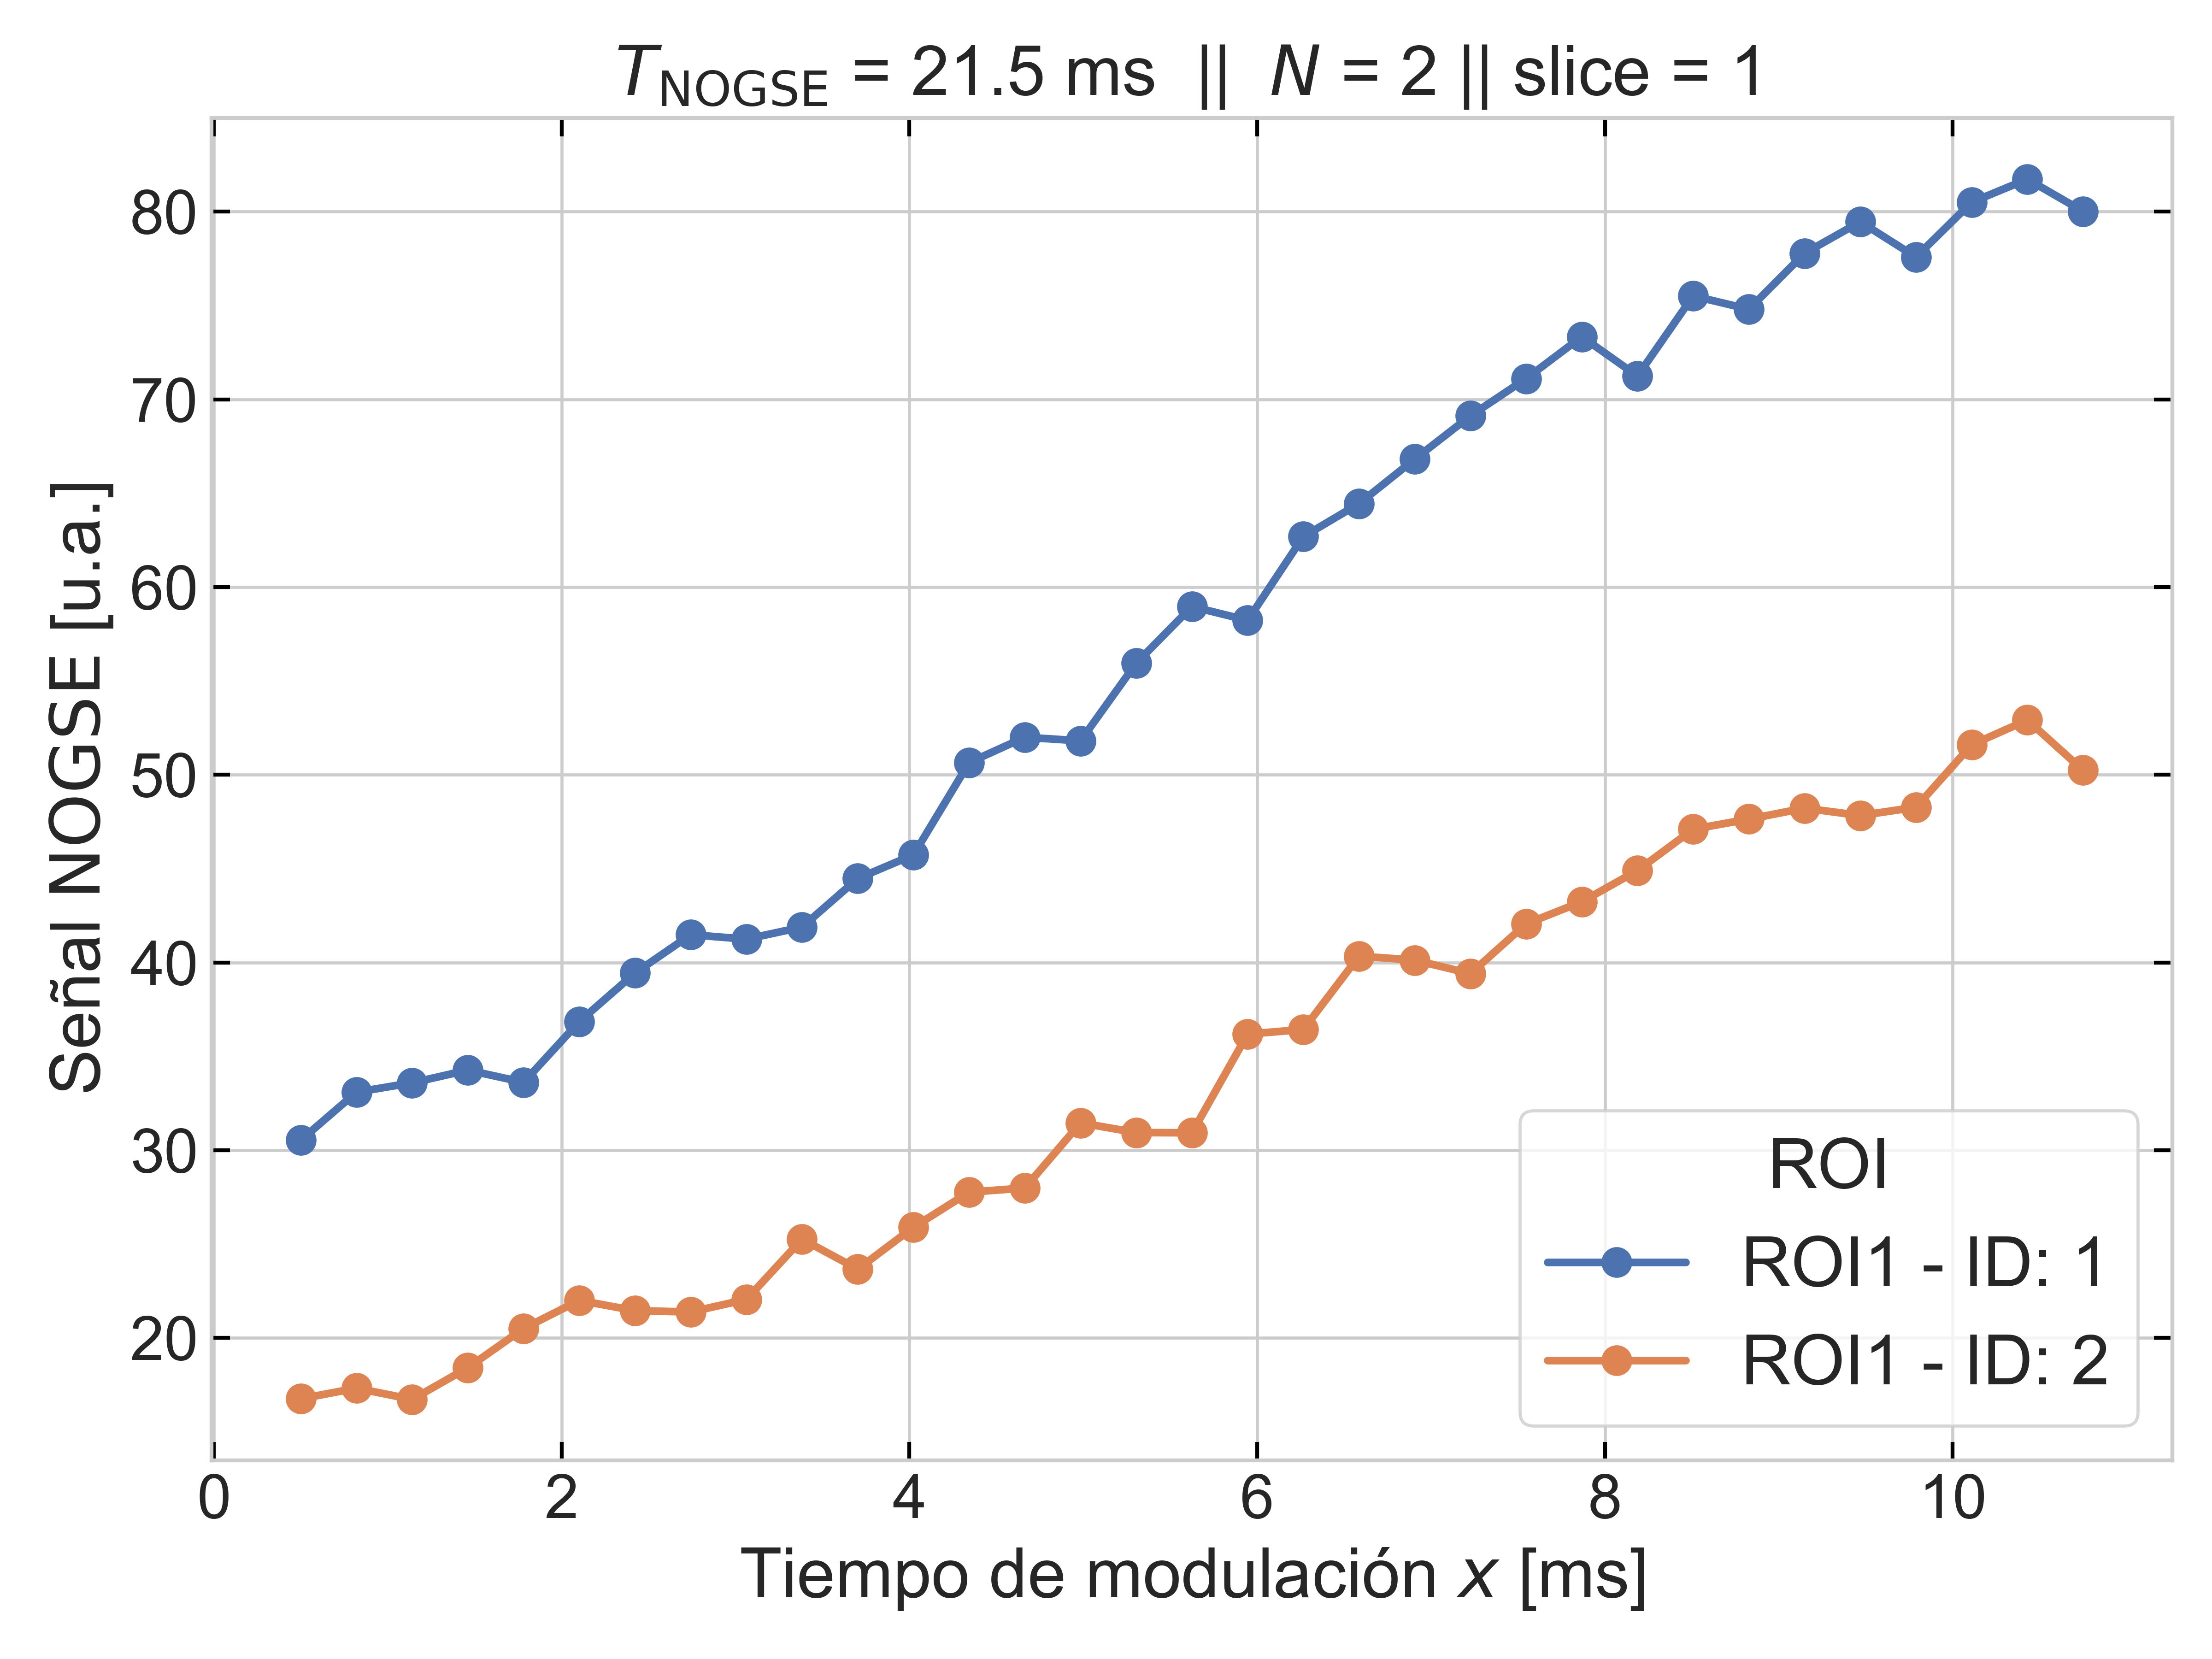 T_NOGSE = 21.5 ms || N = 2 || slice = 1
Señal NOGSE [u.a.]
80
70
60
50
40
30
20
0 2 4 6 8 10
Tiempo de modulación x [ms]
ROI
ROI1 - ID: 1
ROI1 - ID: 2